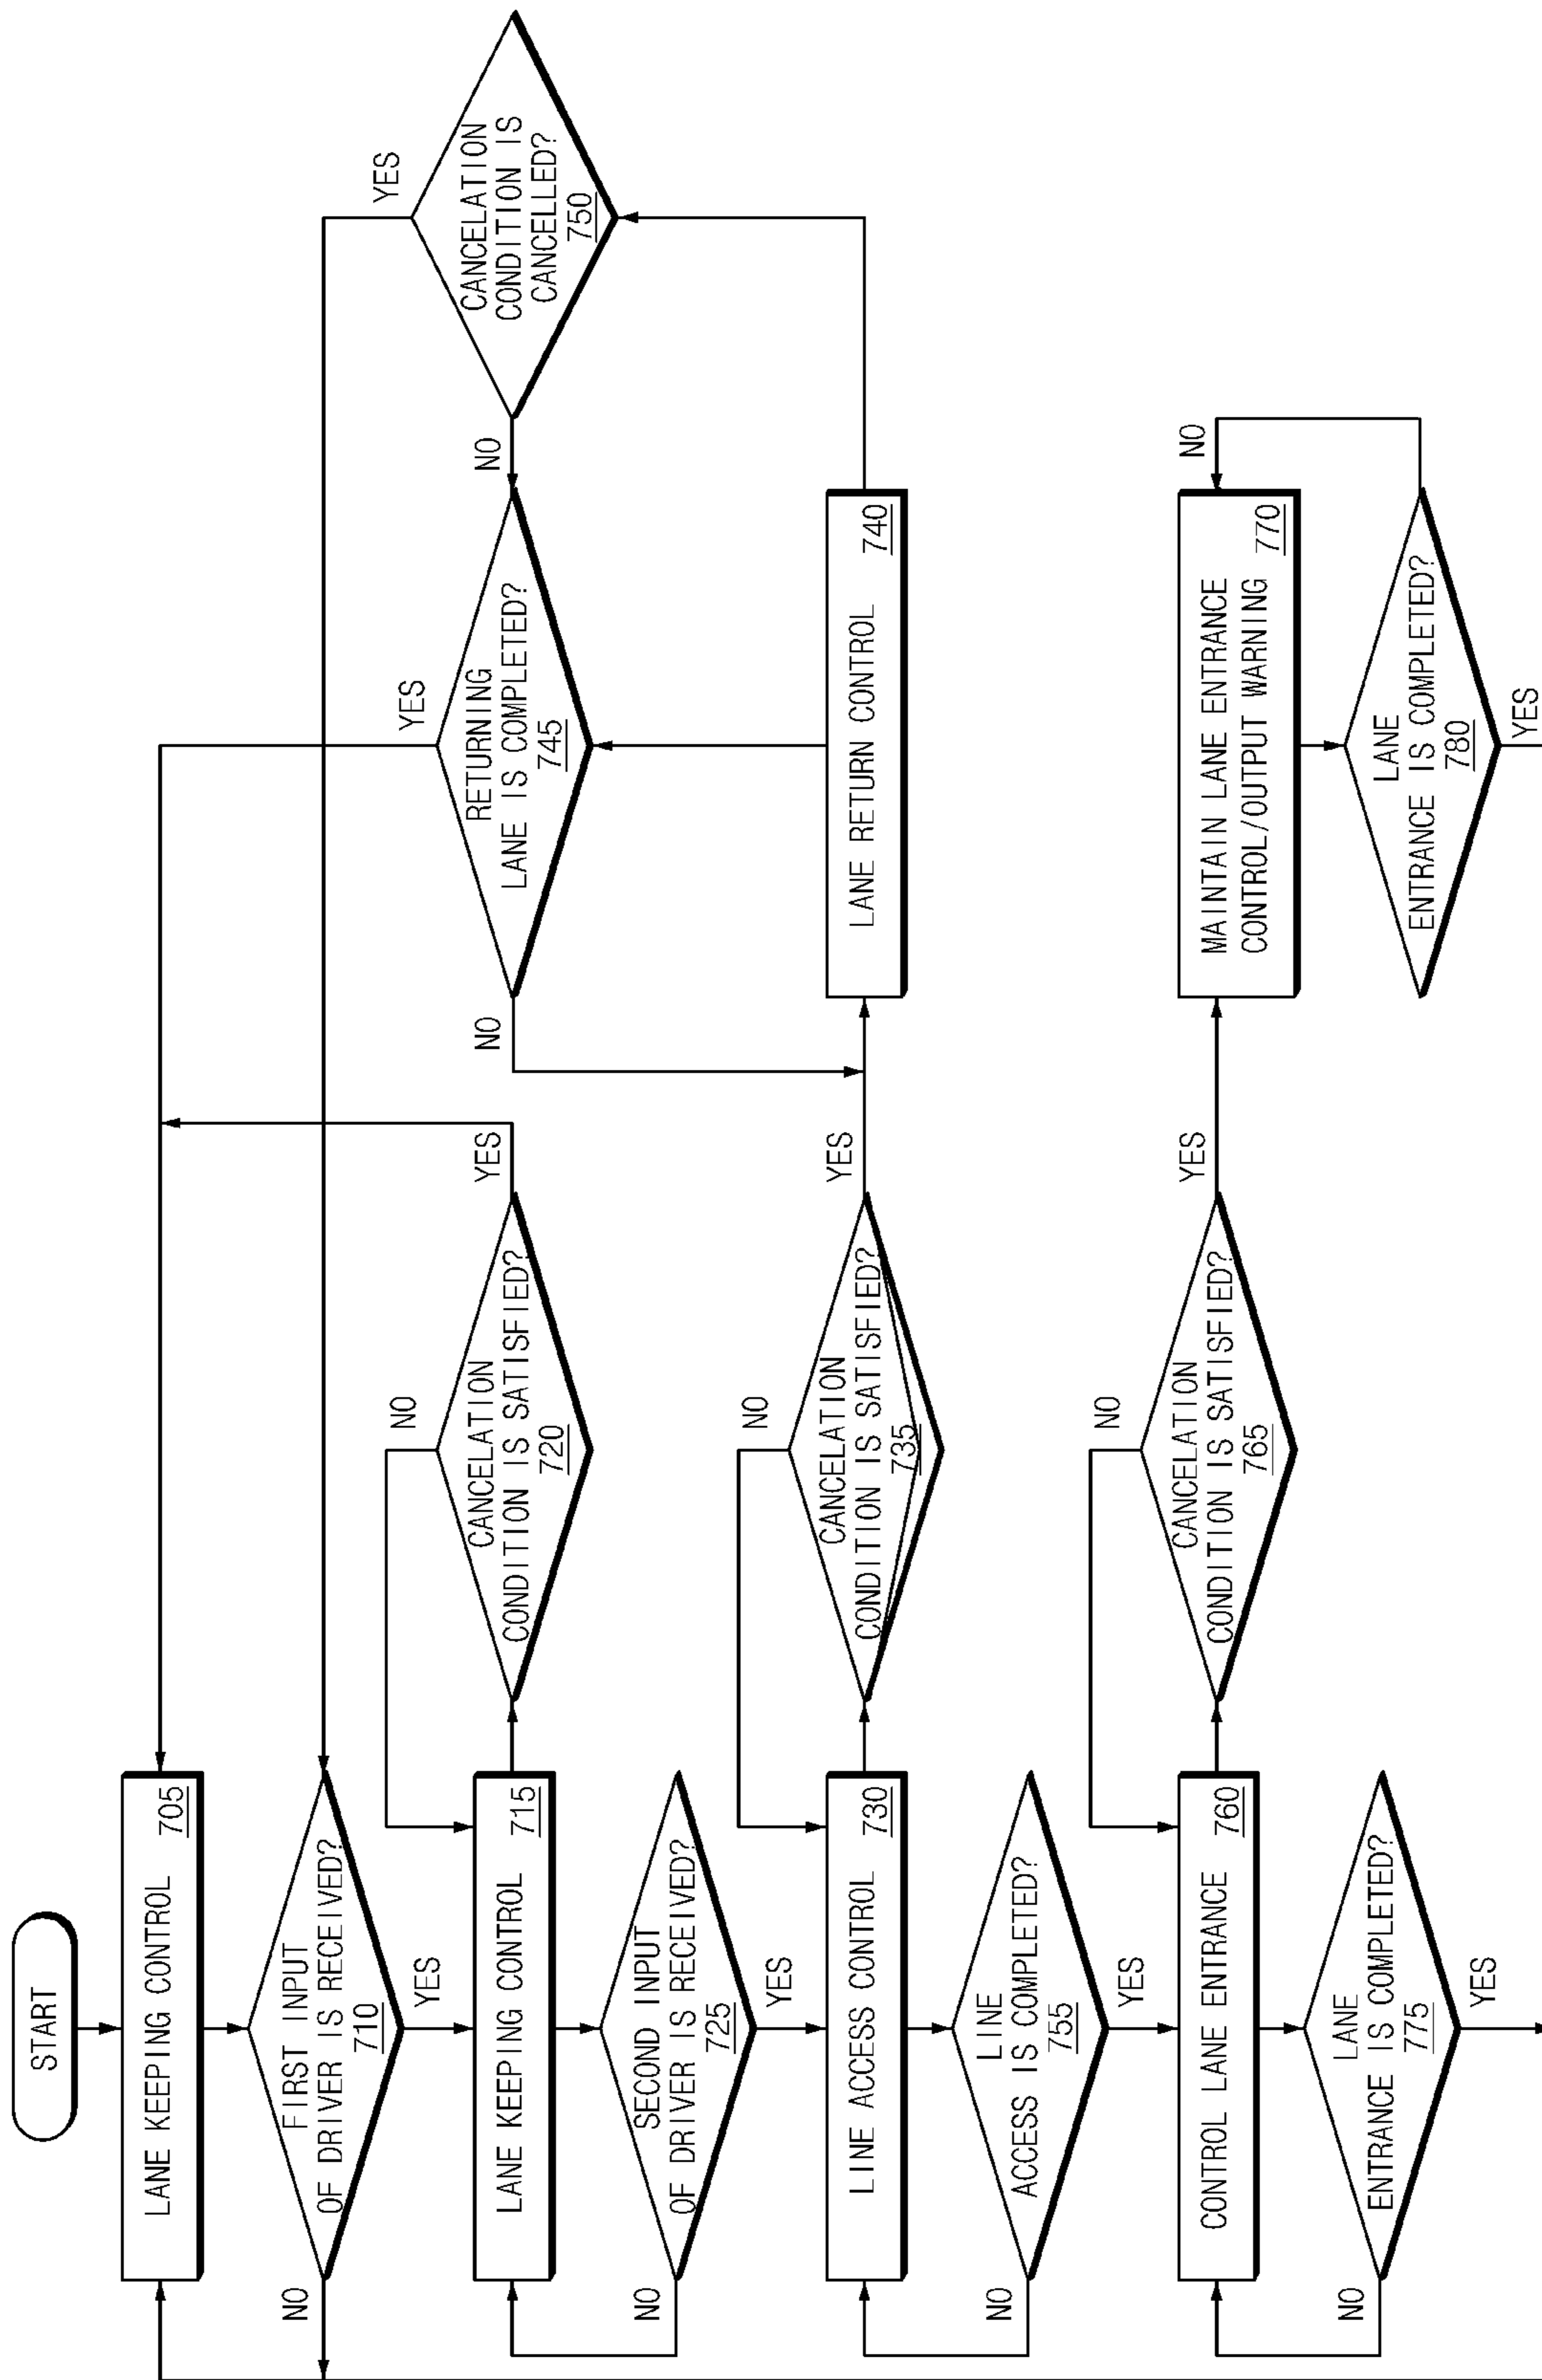 START
LANE KEEPING CONTROL 705
FIRST INPUT
OF DRIVER IS RECEIVED?
710
NO
YES
LANE KEEPING CONTROL 715
CANCELATION
CONDITION IS SATISFIED?
720
NO
YES
SECOND INPUT
OF DRIVER IS RECEIVED?
725
NO
YES
LINE ACCESS CONTROL 730
CANCELATION
CONDITION IS SATISFIED?
735
NO
YES
LANE RETURN CONTROL 740
RETURNING
LANE IS COMPLETED?
745
YES
NO
CANCELATION
CONDITION IS
CANCELLED?
750
YES
NO
LINE
ACCESS IS COMPLETED?
755
NO
YES
CONTROL LANE ENTRANCE 760
CANCELATION
CONDITION IS SATISFIED?
765
NO
YES
MAINTAIN LANE ENTRANCE
CONTROL/OUTPUT WARNING 770
NO
LANE
ENTRANCE IS COMPLETED?
775
NO
YES
LANE
ENTRANCE IS COMPLETED?
780
YES